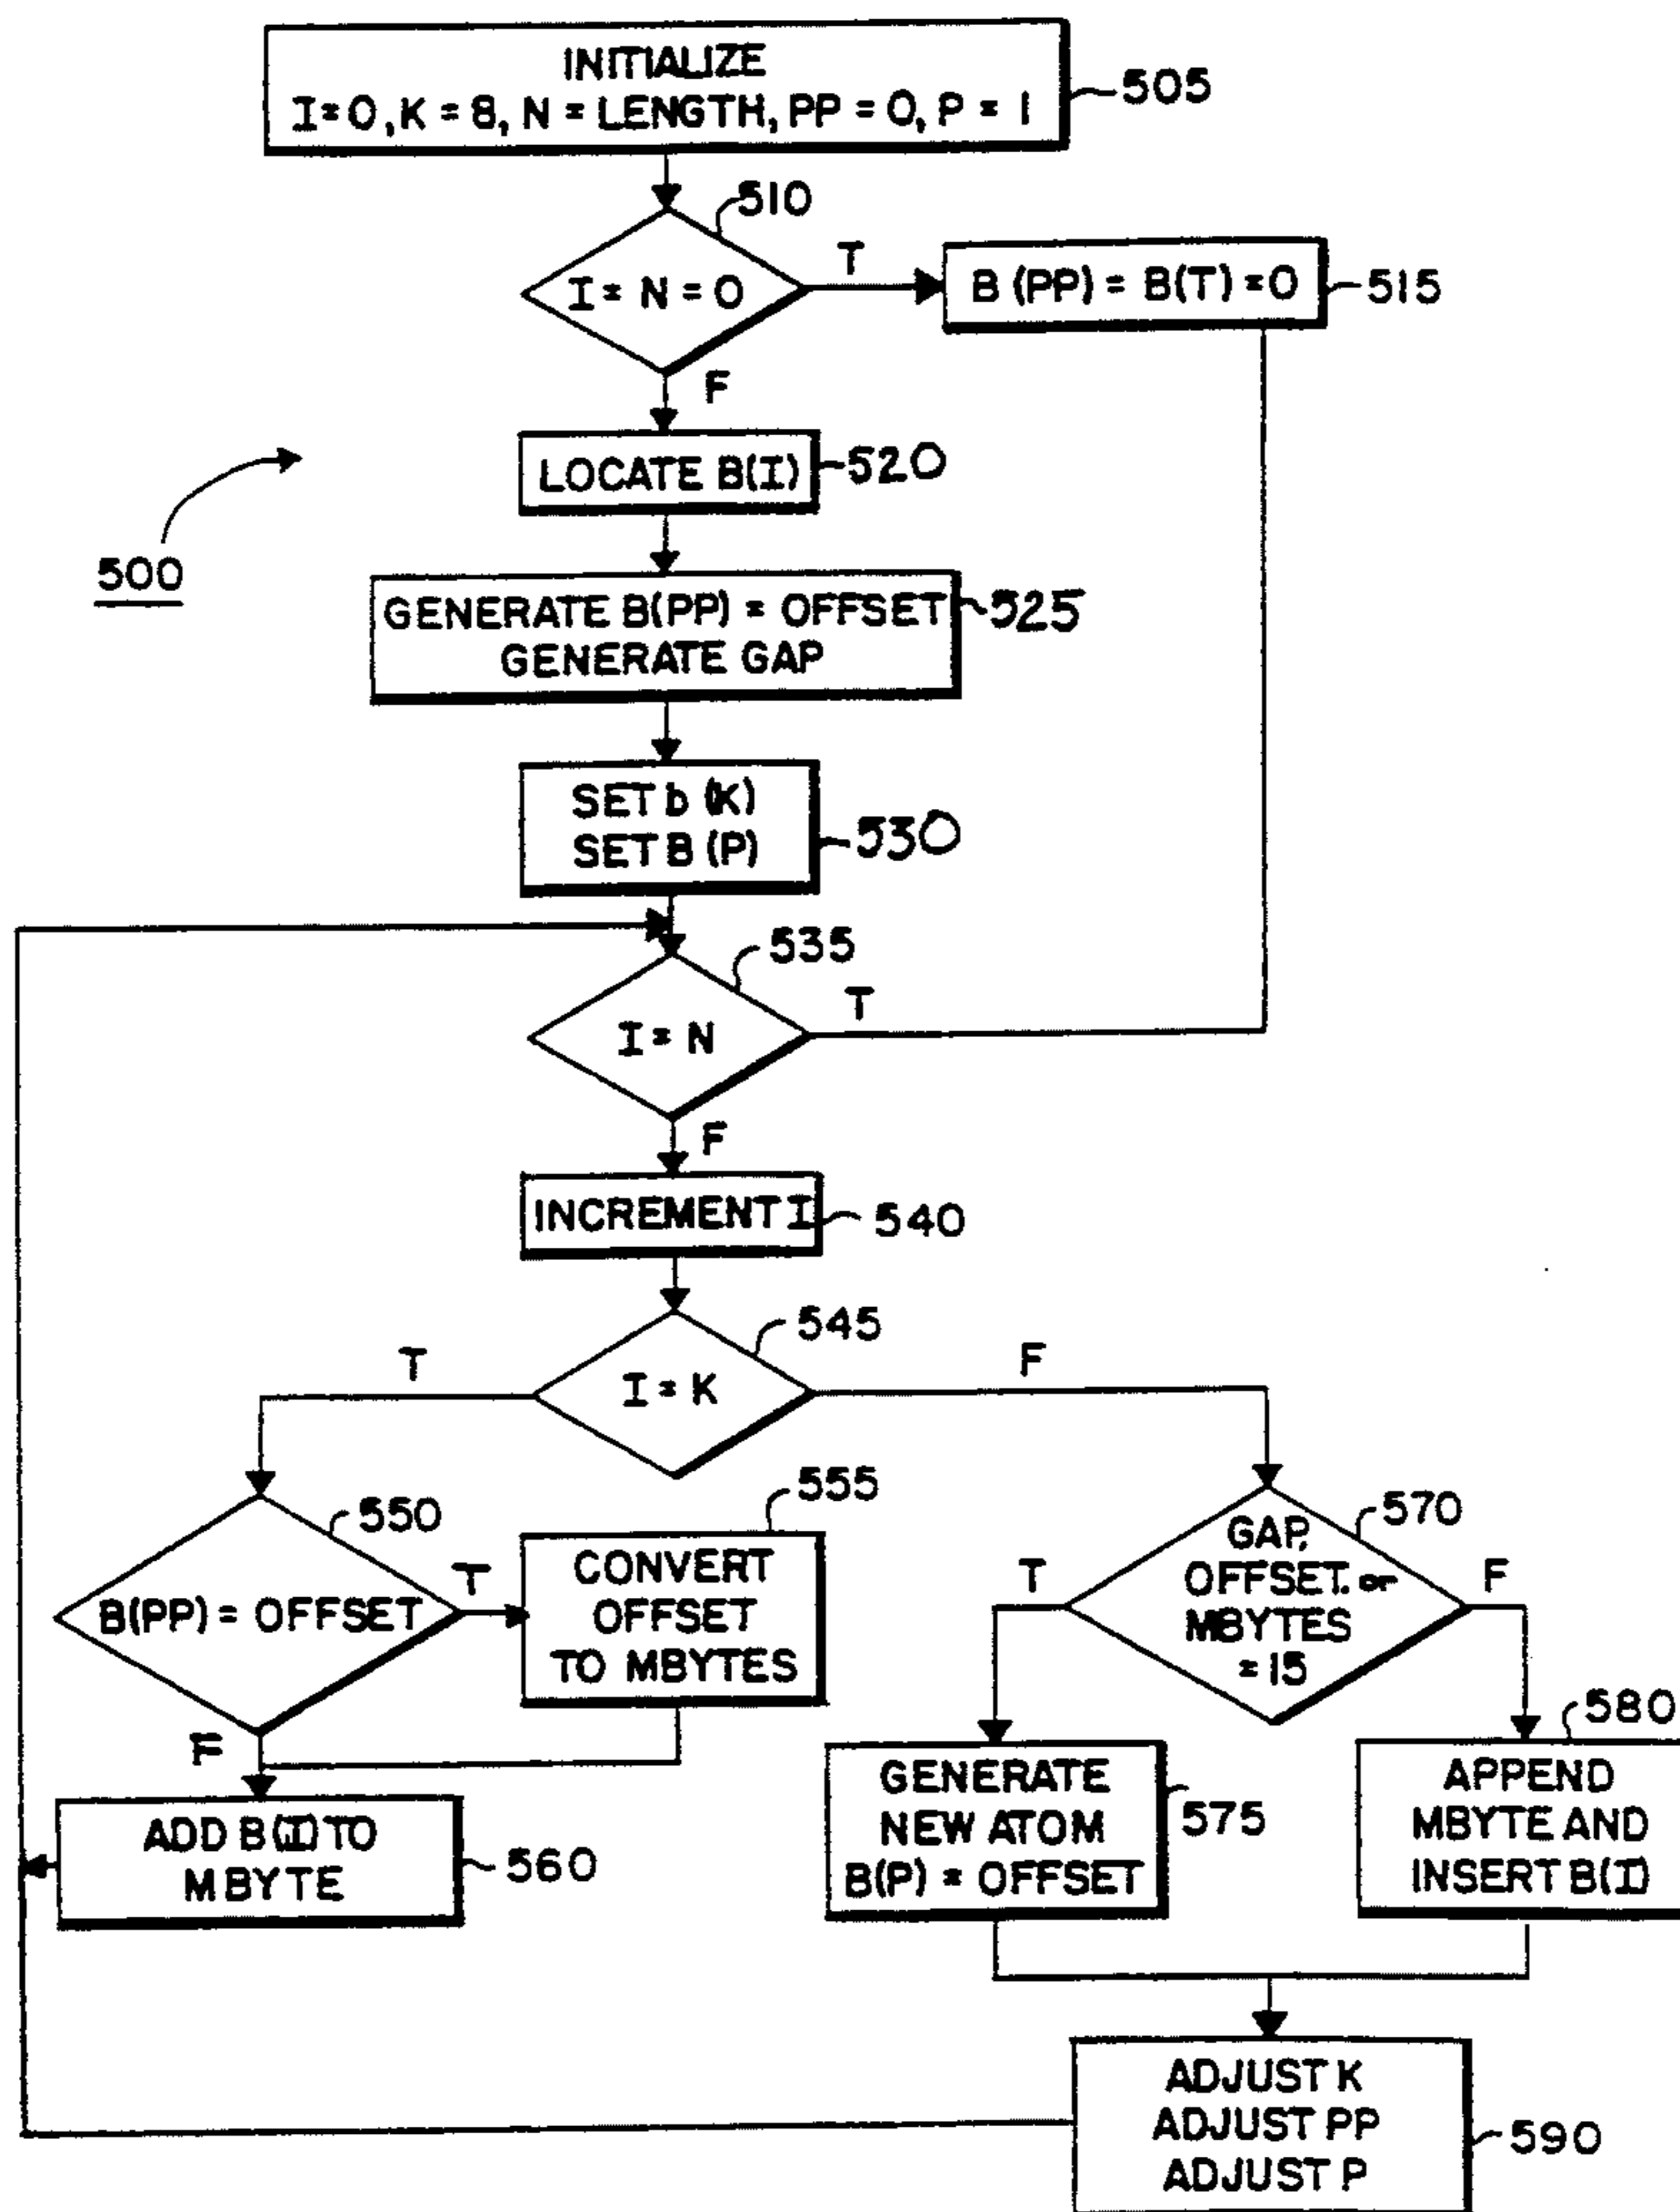 INITIALIZE
I=0, K = 8, N = LENGTH, PP = 0, P = 1
505
510
I = N = 0
T
B (PP) = B(T) = 0
515
F
LOCATE B(I)
520
500
GENERATE B(PP) = OFFSET
GENERATE GAP
525
SET b (K)
SET B (P)
530
535
I = N
T
F
INCREMENT I
540
545
I = K
T
F
550
B(PP) = OFFSET
T
F
555
CONVERT
OFFSET
TO MBYTES
ADD B(I) TO
MBYTE
560
570
GAP,
OFFSET. or
MBYTES
= 15
T
F
GENERATE
NEW ATOM
B(P) = OFFSET
575
580
APPEND
MBYTE AND
INSERT B(I)
ADJUST K
ADJUST PP
ADJUST P
590